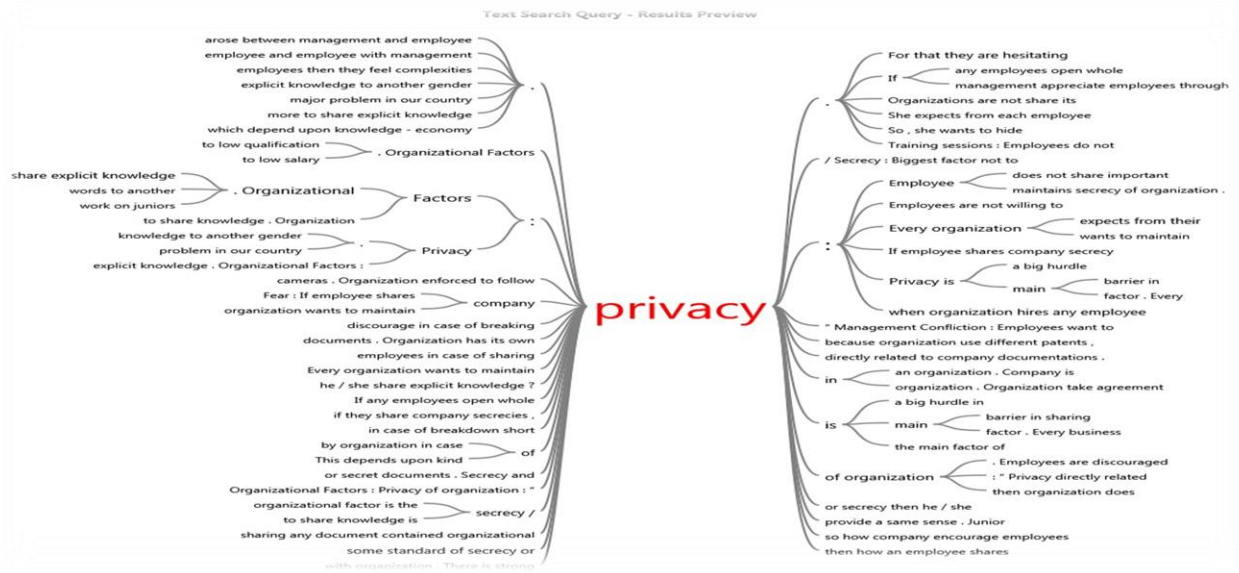 Text Search Query - Results Preview
arose between management and employee
employee and employee with management
employees then they feel complexities
explicit knowledge to another gender
major problem in our country
more to share explicit knowledge
which depend upon knowledge - economy
.
to low qualification
to low salary
. Organizational Factors
share explicit knowledge
words to another
work on juniors
. Organizational
to share knowledge . Organization
Factors
knowledge to another gender
problem in our country
.
explicit knowledge . Organizational Factors :
Privacy
:
cameras . Organization enforced to follow
Fear : If employee shares
organization wants to maintain
company
discourage in case of breaking
documents . Organization has its own
employees in case of sharing
Every organization wants to maintain
he / she share explicit knowledge ?
If any employees open whole
if they share company secrecies ,
in case of breakdown short
by organization in case
This depends upon kind
of
or secret documents . Secrecy and
Organizational Factors : Privacy of organization : "
organizational factor is the
to share knowledge is
secrecy /
sharing any document contained organizational
some standard of secrecy or
with organization . There is strong
privacy
.
For that they are hesitating
If
any employees open whole
management appreciate employees through
Organizations are not share its
She expects from each employee
So , she wants to hide
Training sessions : Employees do not
/ Secrecy : Biggest factor not to
:
Employee
does not share important
maintains secrecy of organization .
Employees are not willing to
Every organization
expects from their
wants to maintain
If employee shares company secrecy
Privacy is
a big hurdle
main
barrier in
factor . Every
when organization hires any employee
" Management Confliction : Employees want to
because organization use different patents ,
directly related to company documentations .
in
an organization . Company is
organization . Organization take agreement
is
a big hurdle in
main
barrier in sharing
factor . Every business
the main factor of
of organization
. Employees are discouraged
: " Privacy directly related
then organization does
or secrecy then he / she
provide a same sense . Junior
so how company encourage employees
then how an employee shares